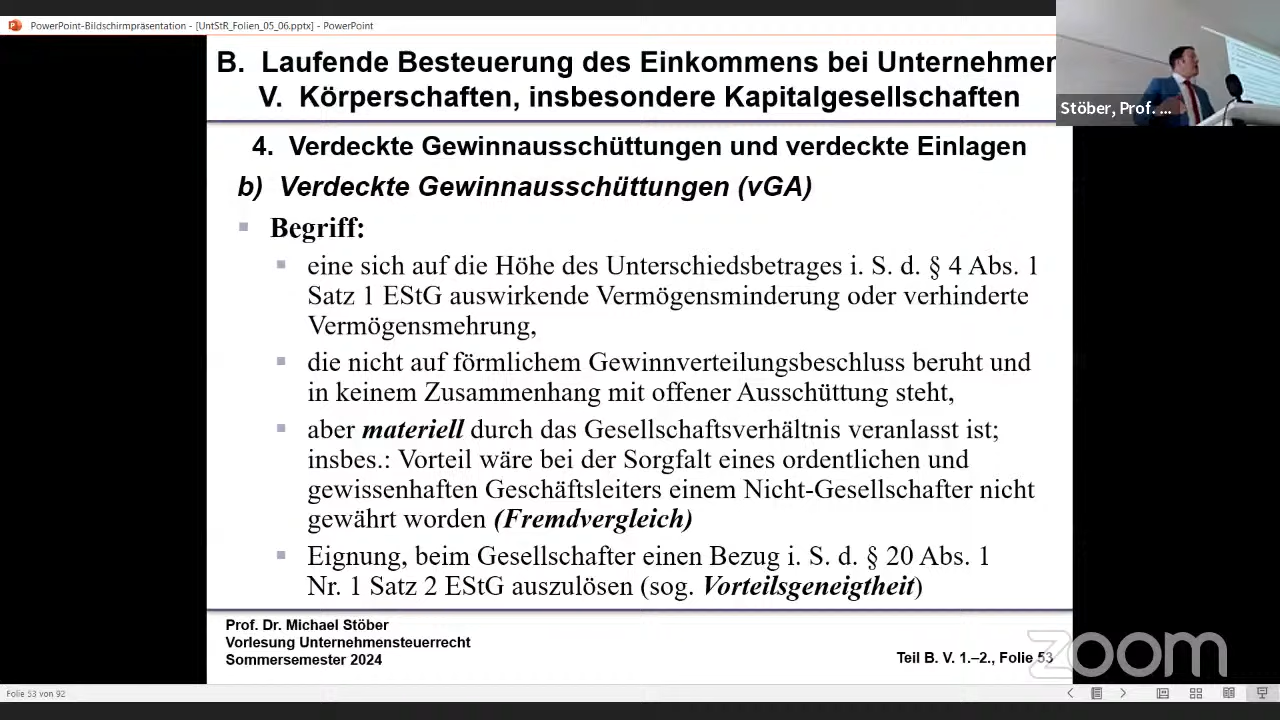 PowerPoint-Bildschirmpräsentation - [UntStR_Folien_05_06.pptx] - PowerPoint
B. Laufende Besteuerung des Einkommens bei Unternehmen
V. Körperschaften, insbesondere Kapitalgesellschaften
Stöber, Prof. ...
4. Verdeckte Gewinnausschüttungen und verdeckte Einlagen
b) Verdeckte Gewinnausschüttungen (vGA)
Begriff:
eine sich auf die Höhe des Unterschiedsbetrages i. S. d. § 4 Abs. 1
Satz 1 EStG auswirkende Vermögensminderung oder verhinderte
Vermögensmehrung,
die nicht auf förmlichem Gewinnverteilungsbeschluss beruht und
in keinem Zusammenhang mit offener Ausschüttung steht,
aber materiell durch das Gesellschaftsverhältnis veranlasst ist;
insbes.: Vorteil wäre bei der Sorgfalt eines ordentlichen und
gewissenhaften Geschäftsleiters einem Nicht-Gesellschafter nicht
gewährt worden (Fremdvergleich)
Eignung, beim Gesellschafter einen Bezug i. S. d. § 20 Abs. 1
Nr. 1 Satz 2 EStG auszulösen (sog. Vorteilsgeneigtheit)
Prof. Dr. Michael Stöber
Vorlesung Unternehmensteuerrecht
Sommersemester 2024
Teil B. V. 1.–2., Folie 53
zoom
Folie 53 von 92